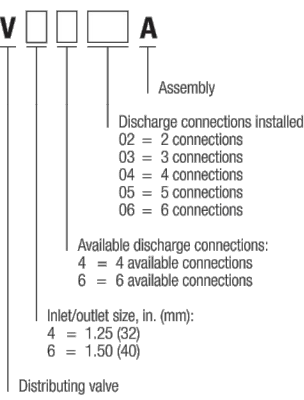 V A
Assembly
Discharge connections installed
02 = 2 connections
03 = 3 connections
04 = 4 connections
05 = 5 connections
06 = 6 connections
Available discharge connections:
4 = 4 available connections
6 = 6 available connections
Inlet/outlet size, in. (mm):
4 = 1.25 (32)
6 = 1.50 (40)
Distributing valve